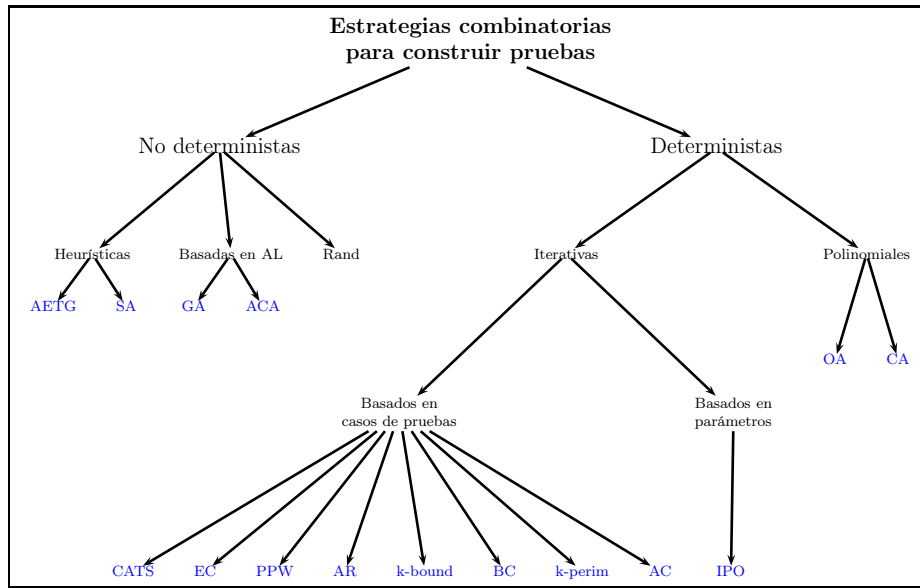 Estrategias combinatorias
para construir pruebas
No deterministas
Deterministas
Heurísticas
Basadas en AL
Rand
Iterativas
Polinomiales
AETG
SA
GA
ACA
OA
CA
Basados en
casos de pruebas
Basados en
parámetros
CATS
EC
PPW
AR
k-bound
BC
k-perim
AC
IPO